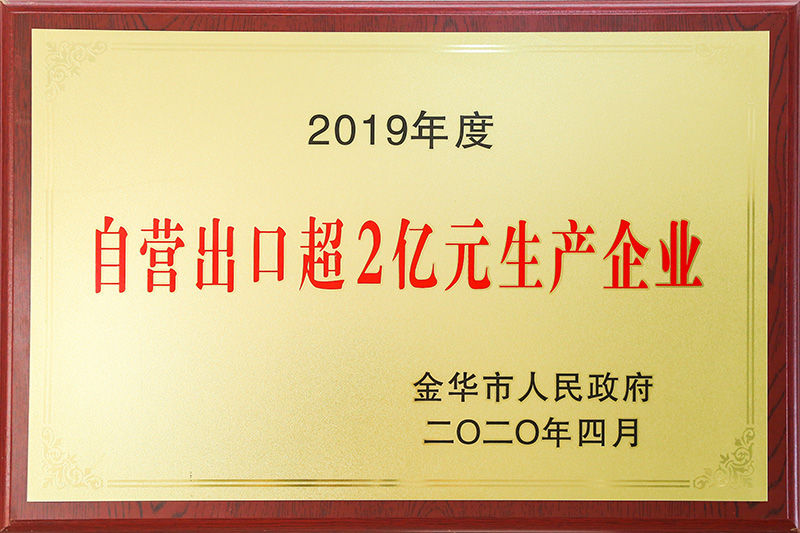 2019年度
自营出口超2亿元生产企业
金华市人民政府
二〇二〇年四月